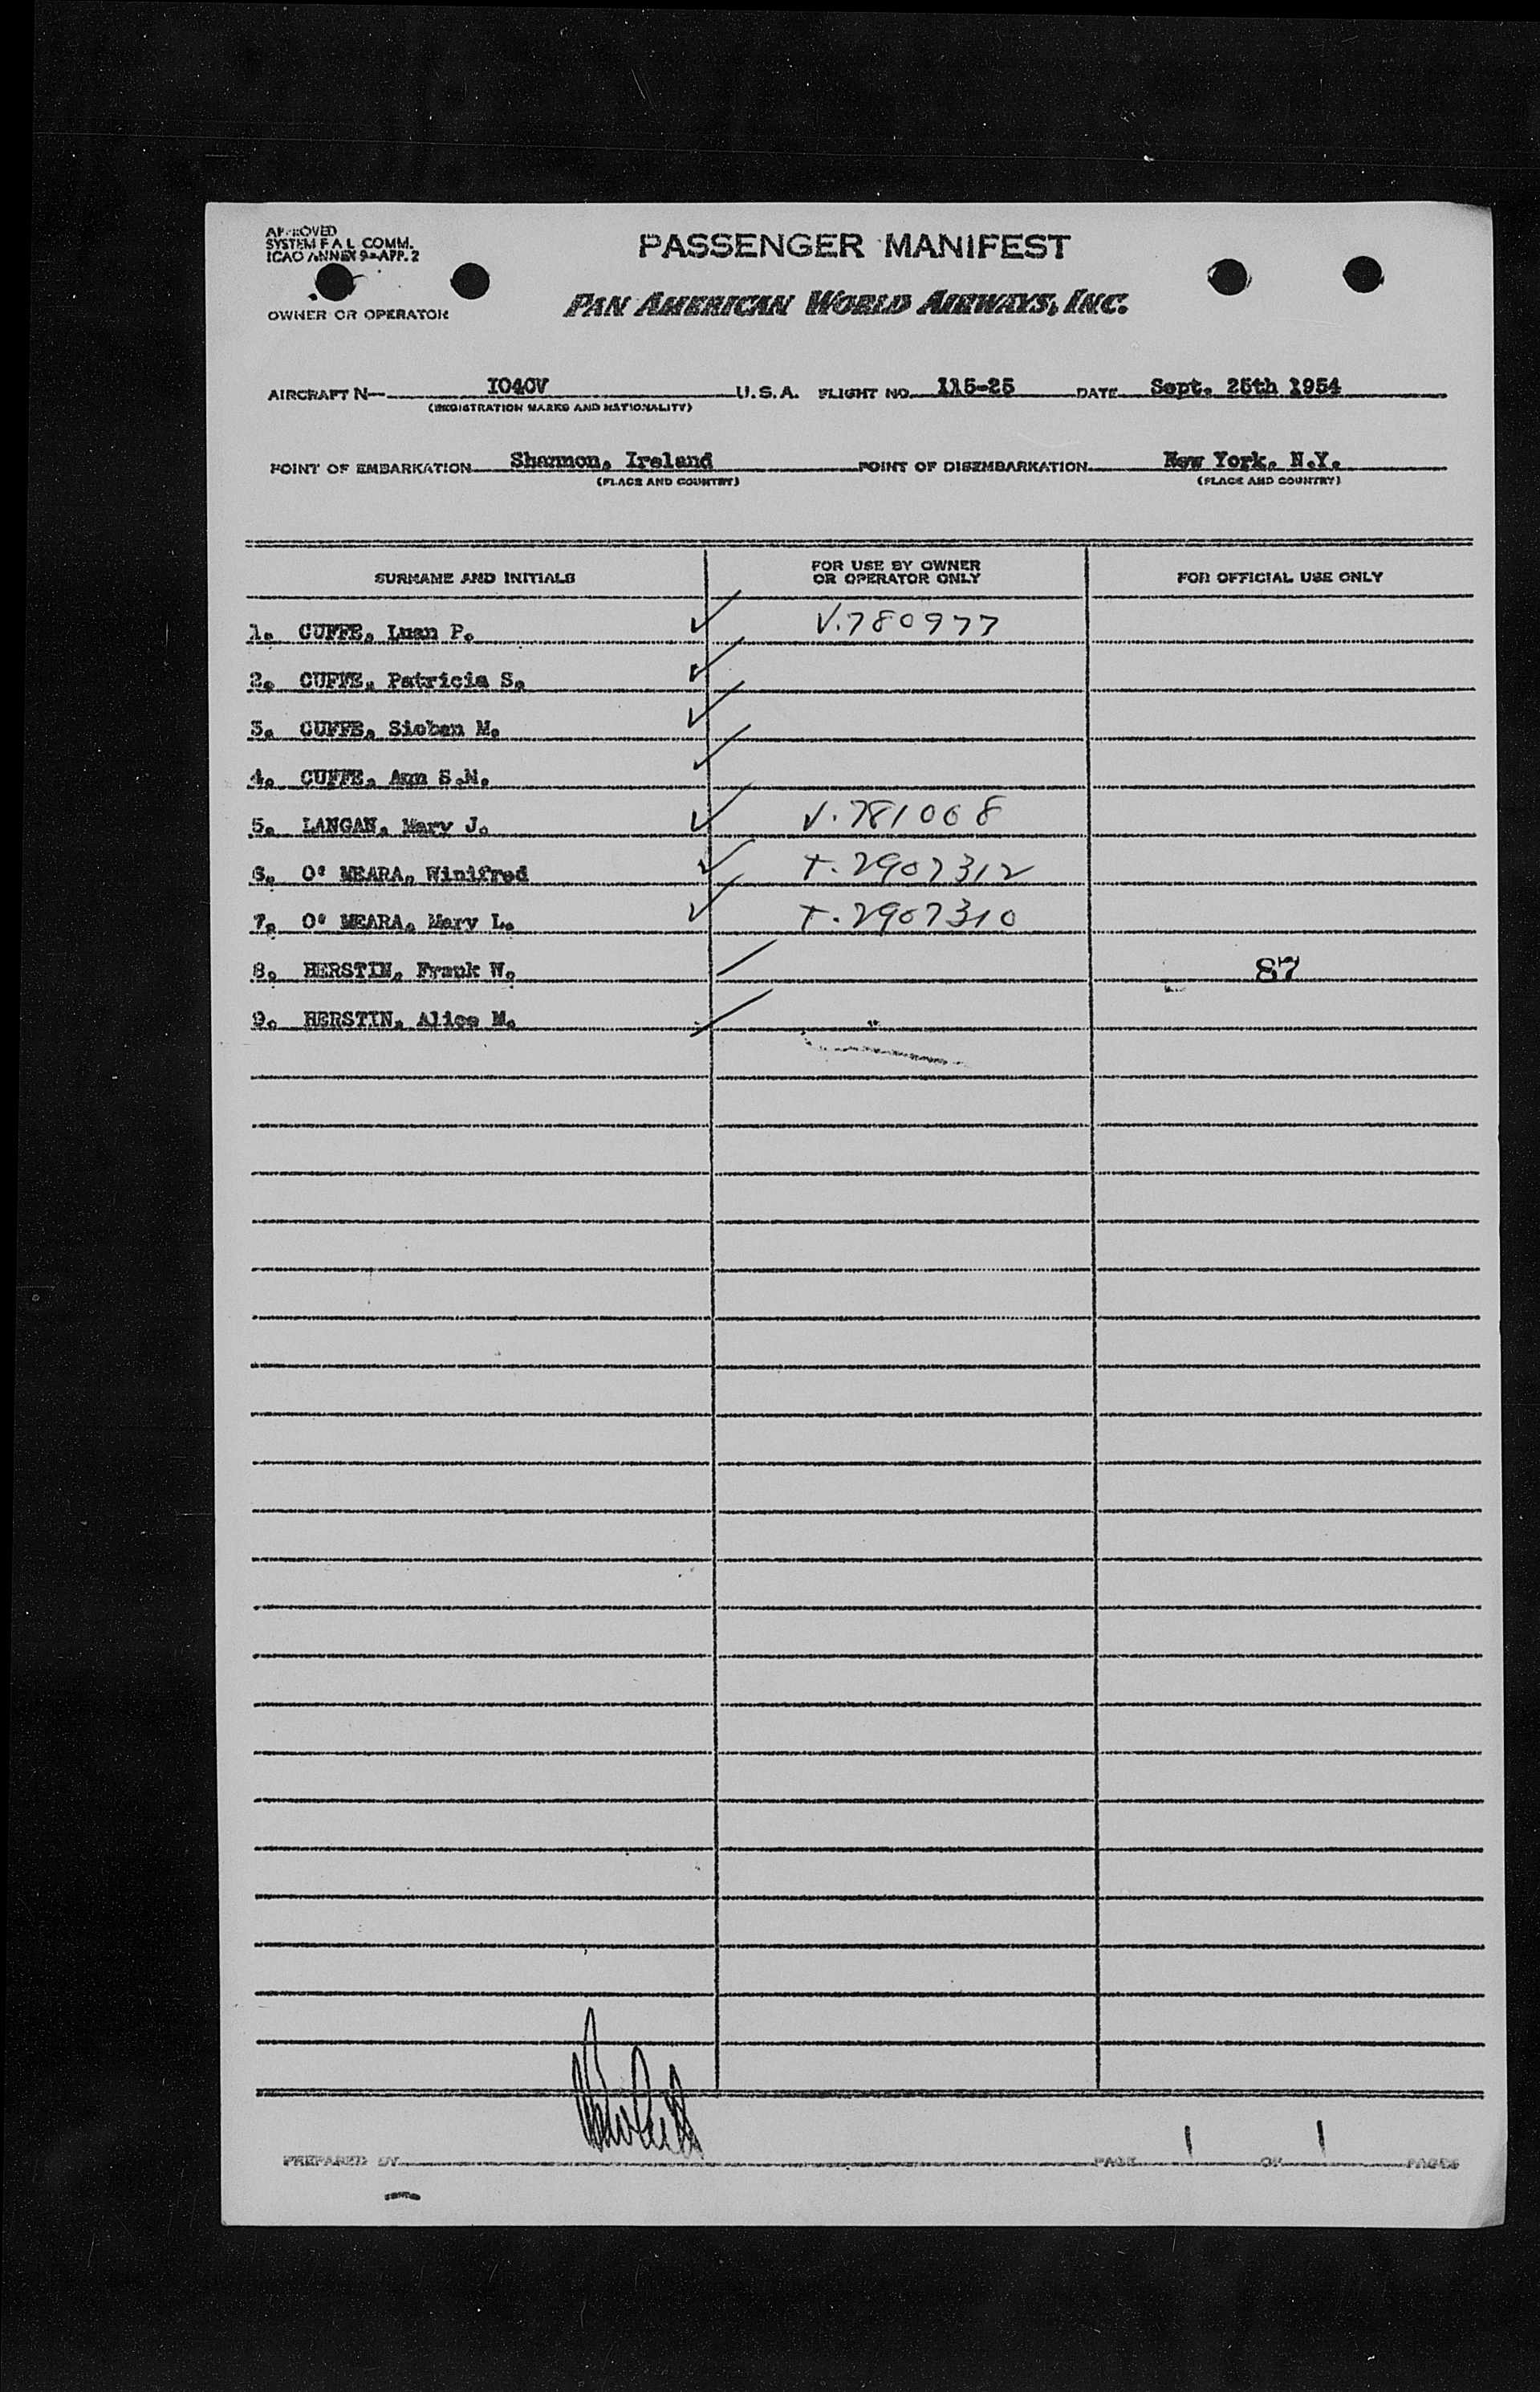 APPROVED
SYSTEM F A L COMM.
ICAO ANNEX 9-APP. 2
PASSENGER MANIFEST
OWNER OR OPERATOR
PAN AMERICAN WORLD AIRWAYS, INC.
AIRCRAFT N 1040V U.S.A. FLIGHT NO. 115-25 DATE Sept. 25th 1954
(REGISTRATION MARKS AND NATIONALITY)
POINT OF EMBARKATION Shannon, Ireland POINT OF DISEMBARKATION New York, N.Y.
(PLACE AND COUNTRY) (PLACE AND COUNTRY)
SURNAME AND INITIALS FOR USE BY OWNER OR OPERATOR ONLY FOR OFFICIAL USE ONLY
1. CUFFE, Luan P. V.780977
2. CUFFE, Patricia S.
3. CUFFE, Sioban M.
4. CUFFE, Ann S.M.
5. LANGAN, Mary J. V.781068
6. O' MEARA, Winifred T.2907312
7. O' MEARA, Mary L. T.2907310
8. HERSTIN, Frank W. 87
9. HERSTIN, Alice M.
PREPARED BY PAGE 1 OF 1 PAGES